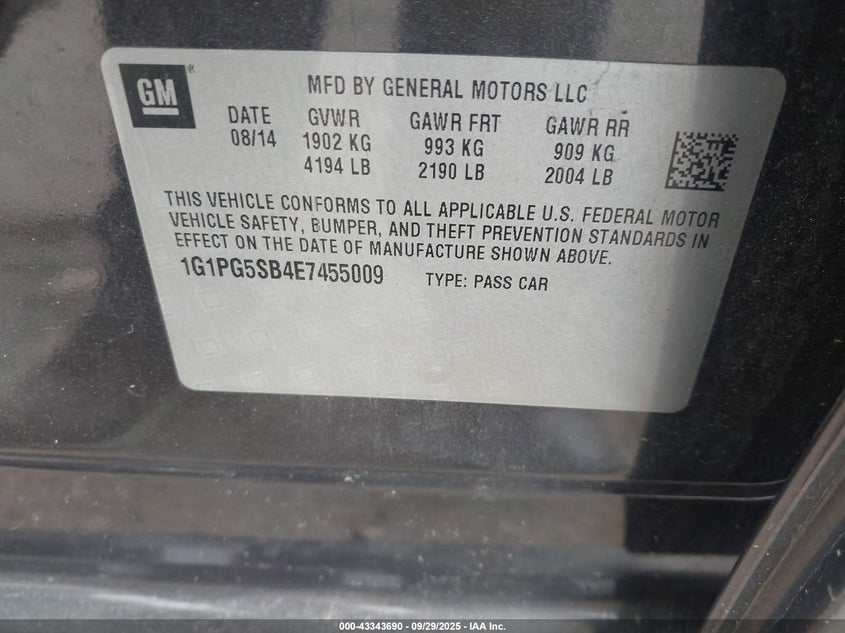 GM®
MFD BY GENERAL MOTORS LLC
DATE GVWR GAWR FRT GAWR RR
08/14 1902 KG 993 KG 909 KG
4194 LB 2190 LB 2004 LB
THIS VEHICLE CONFORMS TO ALL APPLICABLE U.S. FEDERAL MOTOR
VEHICLE SAFETY, BUMPER, AND THEFT PREVENTION STANDARDS IN
EFFECT ON THE DATE OF MANUFACTURE SHOWN ABOVE.
1G1PG5SB4E7455009 TYPE: PASS CAR
000-43343690 - 09/29/2025 - IAA Inc.